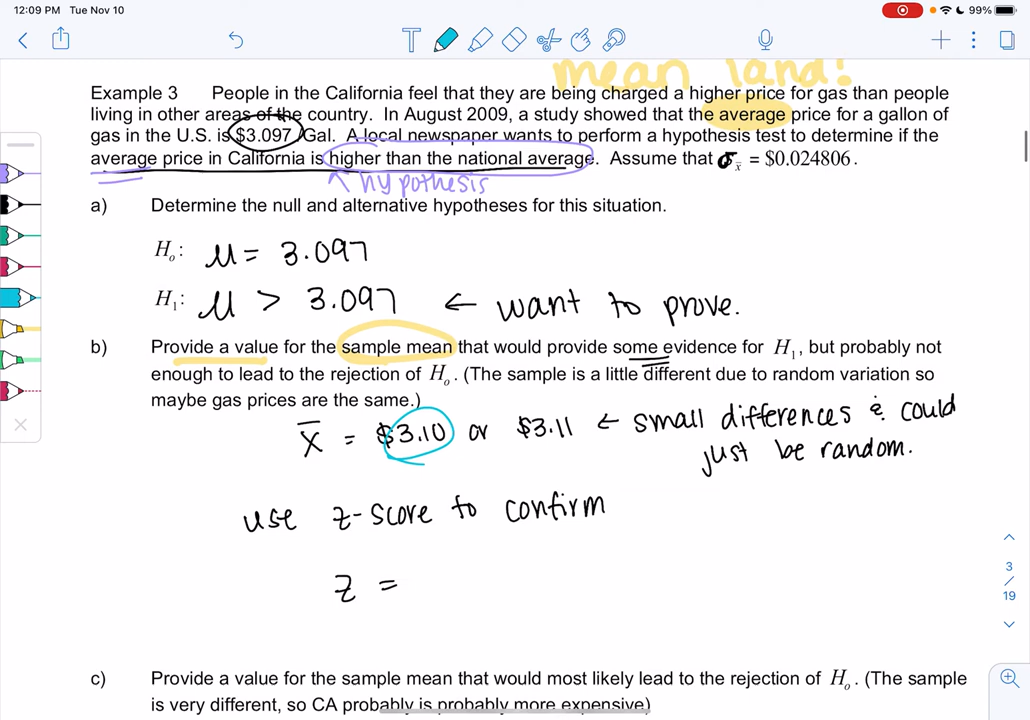 12:09 PM Tue Nov 10
99%
mean land!
Example 3 People in the California feel that they are being charged a higher price for gas than people
living in other areas of the country. In August 2009, a study showed that the average price for a gallon of
gas in the U.S. is $3.097 /Gal. A local newspaper wants to perform a hypothesis test to determine if the
average price in California is higher than the national average. Assume that σx̄ = $0.024806.
hypothesis
a) Determine the null and alternative hypotheses for this situation.
Ho: μ = 3.097
H1: μ > 3.097 ← want to prove.
b) Provide a value for the sample mean that would provide some evidence for H1, but probably not
enough to lead to the rejection of Ho. (The sample is a little different due to random variation so
maybe gas prices are the same.)
x̄ = $3.10 or $3.11 ← small differences & could
just be random.
use z-score to confirm
z =
3
/
19
c) Provide a value for the sample mean that would most likely lead to the rejection of Ho. (The sample
is very different, so CA probably is probably more expensive)